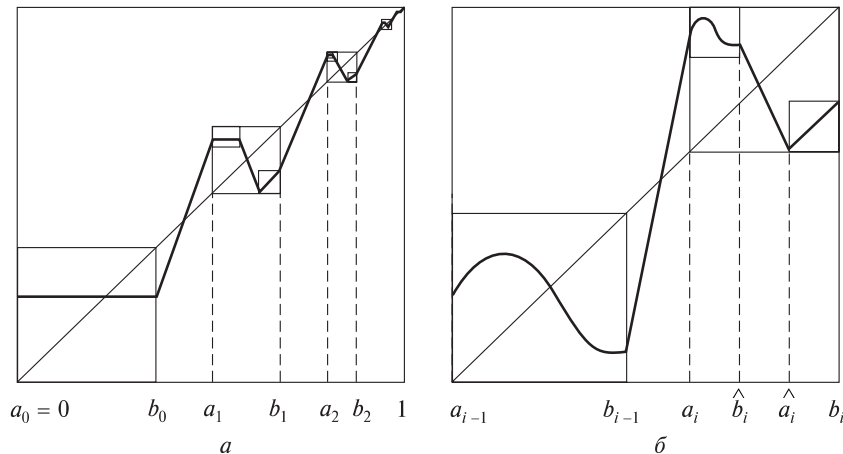 a₀ = 0 b₀ a₁ b₁ a₂ b₂ 1
aᵢ₋₁ bᵢ₋₁ aᵢ b̂ᵢ âᵢ bᵢ
а
б